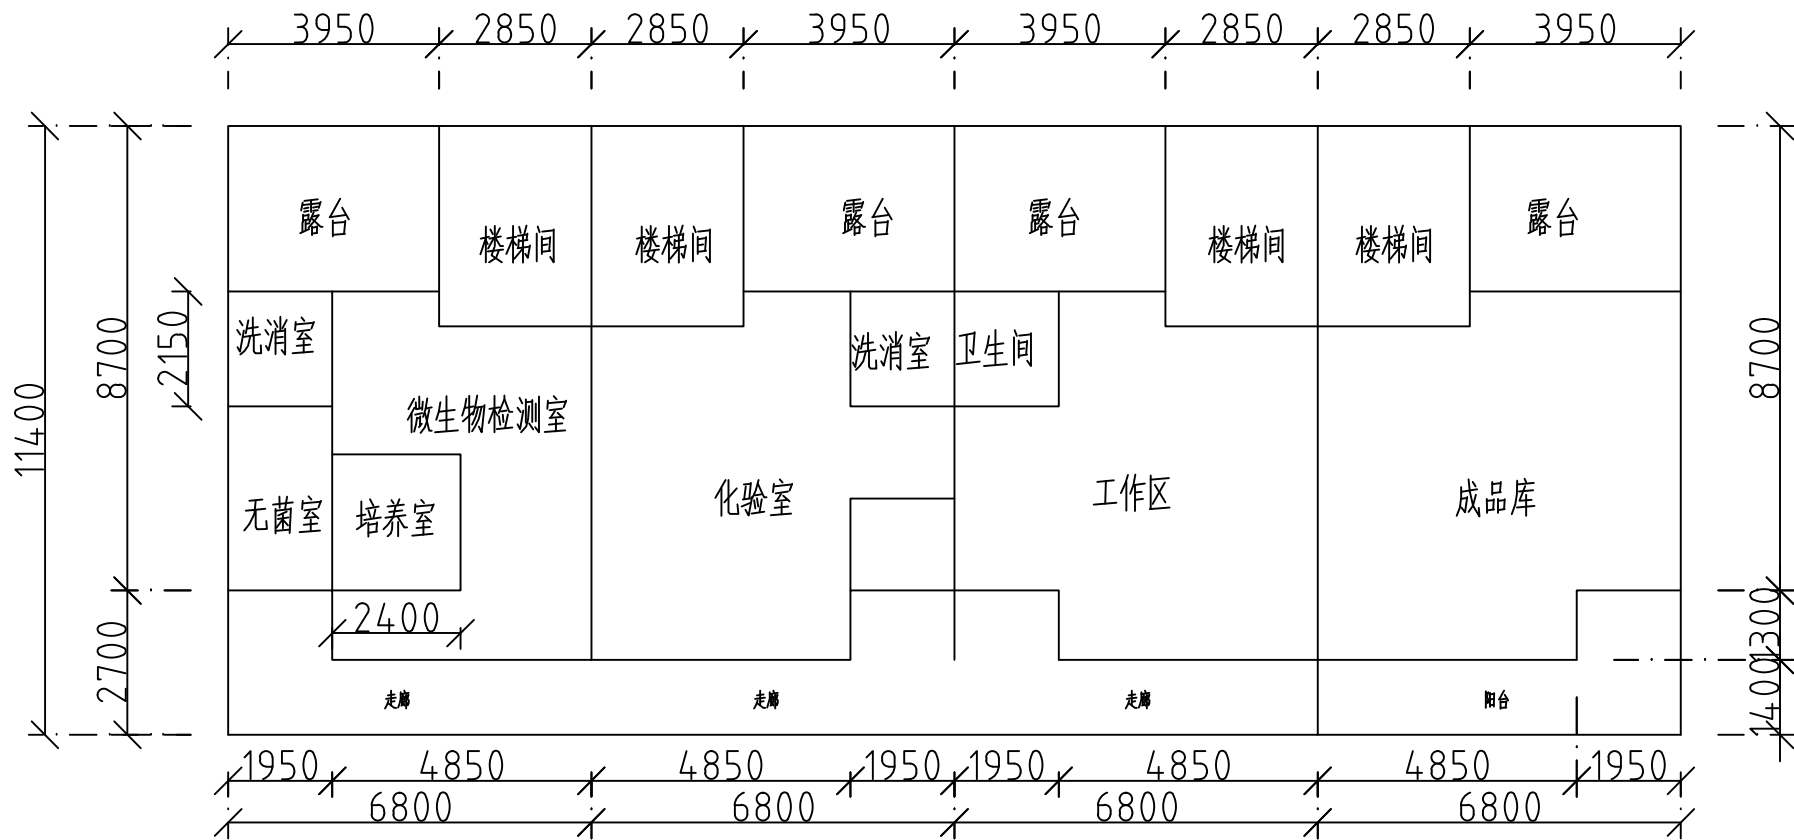 3950 2850 2850 3950 3950 2850 2850 3950
露台 露台 露台 露台
楼梯间 楼梯间 楼梯间 楼梯间
洗消室 洗消室 卫生间
2150
8700 8700
11400
微生物检测室
无菌室 培养室 化验室 工作区 成品库
2400
2700 1300
1400
走廊 走廊 走廊 阳台
1950 4850 4850 1950 1950 4850 4850 1950
6800 6800 6800 6800